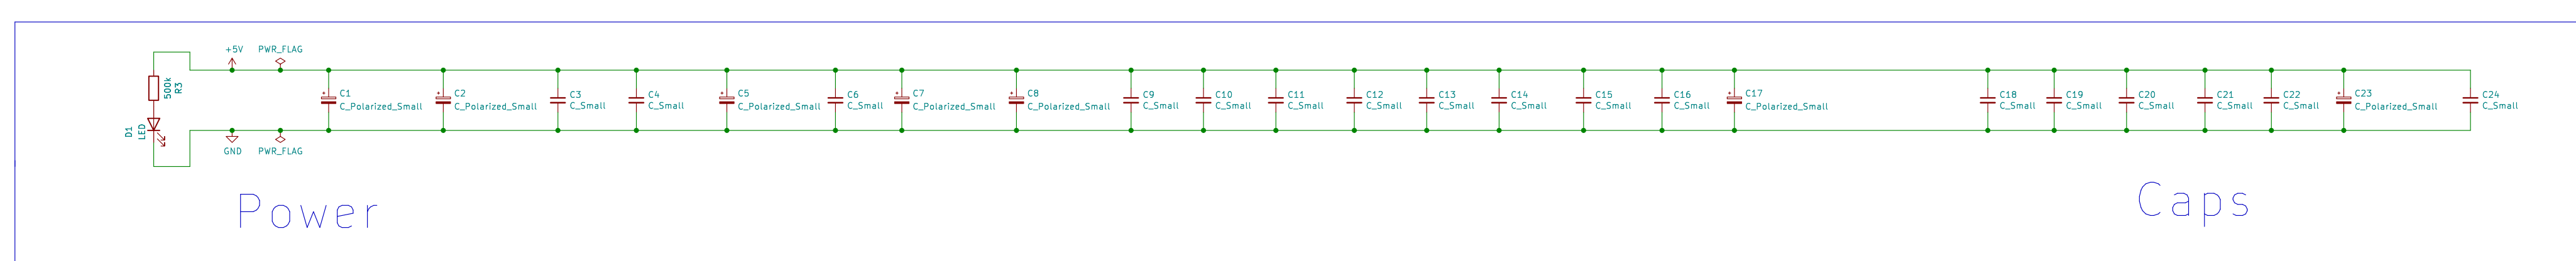 +5V
PWR_FLAG
500k
R3
D1
LED
GND
PWR_FLAG
C1
C_Polarized_Small
C2
C_Polarized_Small
C3
C_Small
C4
C_Small
C5
C_Polarized_Small
C6
C_Small
C7
C_Polarized_Small
C8
C_Polarized_Small
C9
C_Small
C10
C_Small
C11
C_Small
C12
C_Small
C13
C_Small
C14
C_Small
C15
C_Small
C16
C_Small
C17
C_Polarized_Small
C18
C_Small
C19
C_Small
C20
C_Small
C21
C_Small
C22
C_Small
C23
C_Polarized_Small
C24
C_Small
Power
Caps